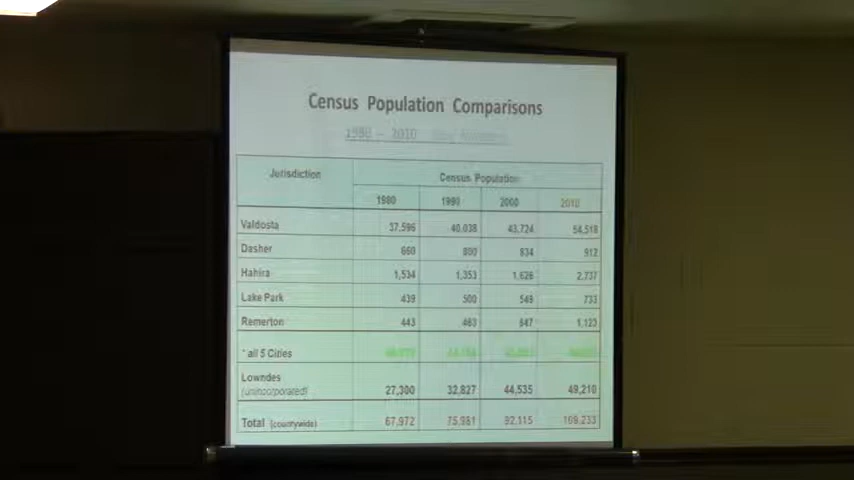 Census Population Comparisons
1980 - 2010
Jurisdiction Census Population
1980 1990 2000 2010
Valdosta 37,596 40,038 43,724 54,518
Dasher 660 834 912
Hahira 1,534 1,353 1,626 2,737
Lake Park 439 500 549 733
Remerton 443 463 847 1,123
* all 5 Cities
Lowndes 27,300 32,827 44,535 49,210
(unincorporated)
Total (countywide) 67,972 75,981 92,115 109,233